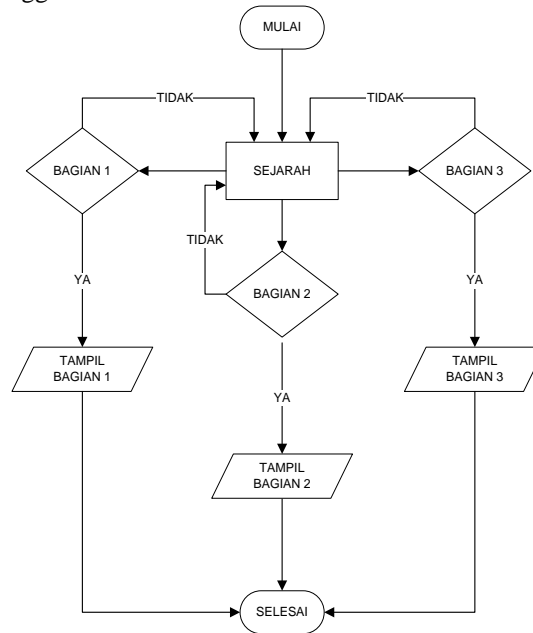 MULAI
TIDAK
TIDAK
BAGIAN 1
SEJARAH
BAGIAN 3
TIDAK
BAGIAN 2
YA
YA
TAMPIL
BAGIAN 1
TAMPIL
BAGIAN 3
YA
TAMPIL
BAGIAN 2
SELESAI